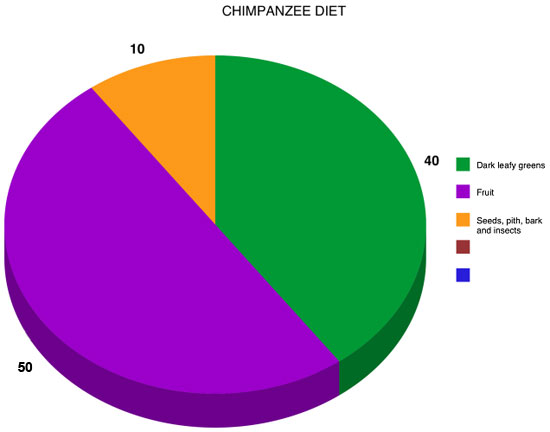 CHIMPANZEE DIET
10
40
50
Dark leafy greens
Fruit
Seeds, pith, bark
and insects